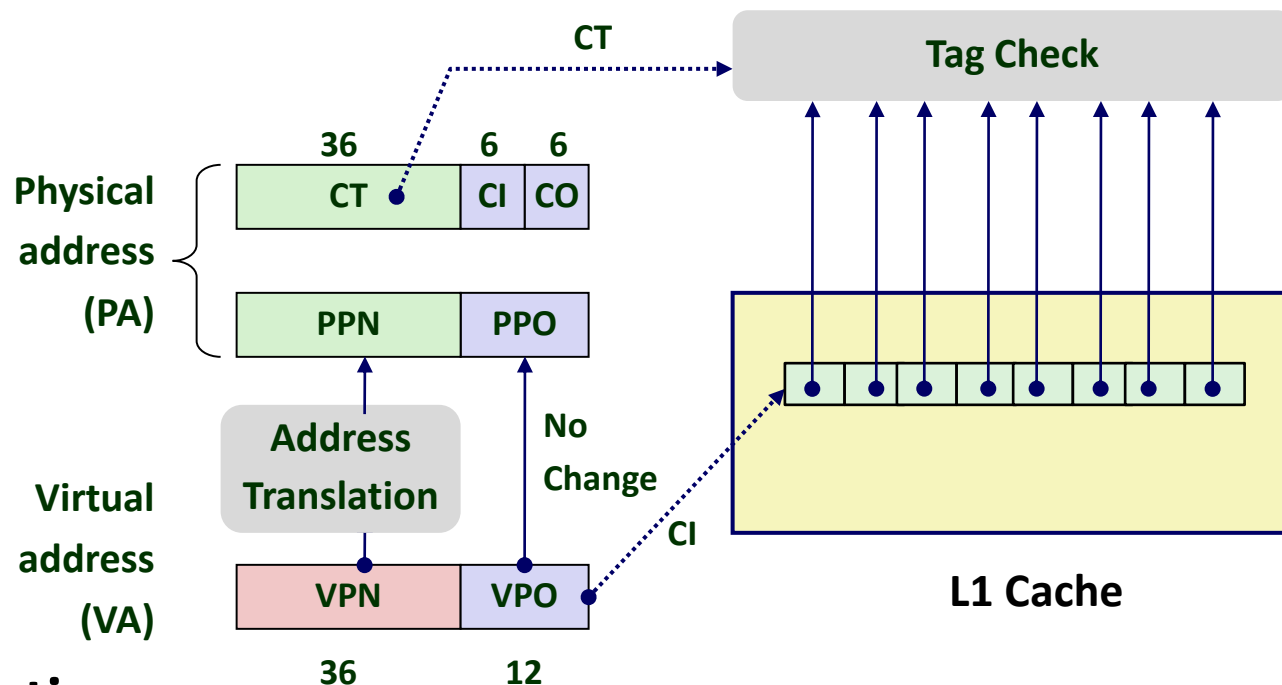 CT
Tag Check
36
6
6
CT
CI
CO
Physical
address
(PA)
PPN
PPO
Address
Translation
No
Change
CI
Virtual
address
(VA)
VPN
VPO
L1 Cache
36
12